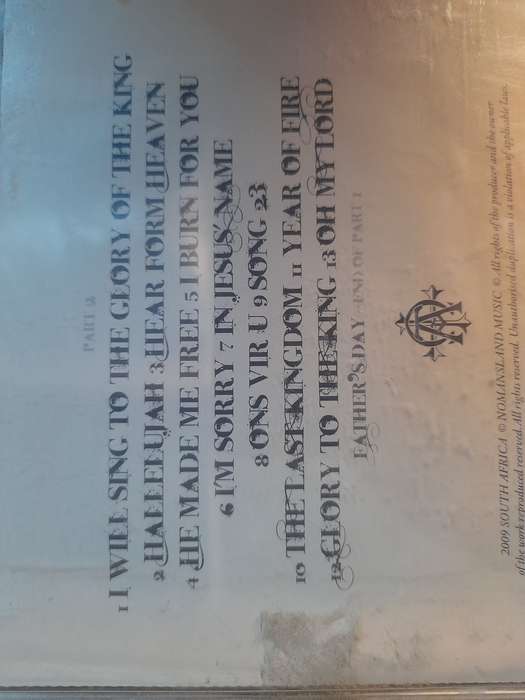 PART 2
1 I WILL SING TO THE GLORY OF THE KING
2 HALLELUJAH 3 HEAR FORM HEAVEN
4 HE MADE ME FREE 5 I BURN FOR YOU
6 I'M SORRY 7 IN JESUS' NAME
8 ONS VIR U 9 SONG 23
10 THE LAST KINGDOM 11 YEAR OF FIRE
12 GLORY TO THE KING 13 OH MY LORD
FATHER'S DAY - END OF PART 1
2009 SOUTH AFRICA © NOMANSLAND MUSIC © All rights of the producer and the owner
of the work reproduced reserved. All rights reserved. Unauthorised duplication is a violation of applicable laws.